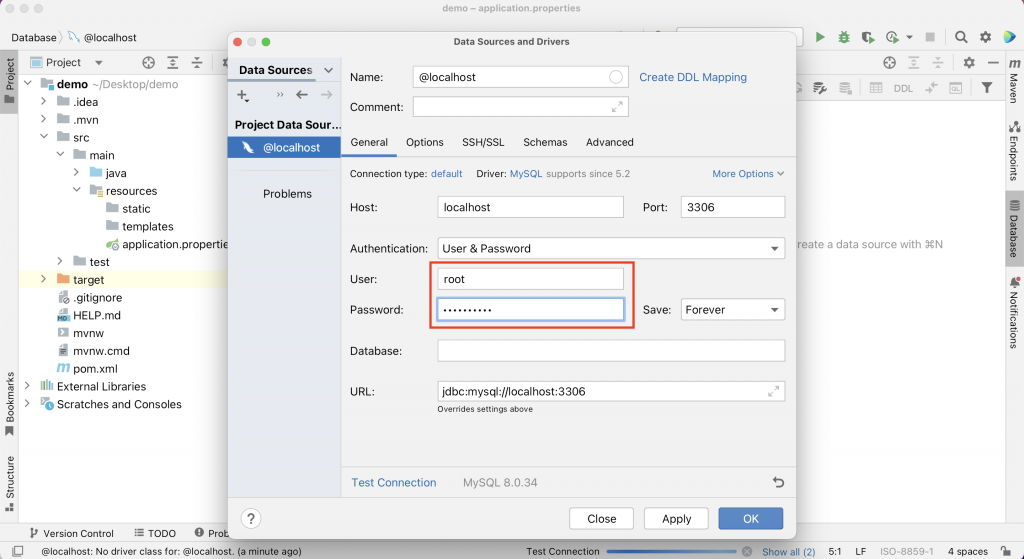 demo – application.properties
Database
@localhost
Project
demo ~/Desktop/demo
.idea
.mvn
src
main
java
resources
static
templates
application.propertie
test
target
.gitignore
HELP.md
mvnw
mvnw.cmd
pom.xml
External Libraries
Scratches and Consoles
Project
Bookmarks
Structure
Data Sources and Drivers
Data Sources
Project Data Sour...
@localhost
Problems
Name: @localhost
Create DDL Mapping
Comment:
General Options SSH/SSL Schemas Advanced
Connection type: default Driver: MySQL supports since 5.2 More Options
Host: localhost Port: 3306
Authentication: User & Password
User: root
Password: •••••••••• Save: Forever
Database:
URL: jdbc:mysql://localhost:3306
Overrides settings above
Test Connection MySQL 8.0.34
? Close Apply OK
DDL
QL
reate a data source with ⌘N
Maven
Endpoints
Database
Notifications
Version Control TODO Prob
@localhost: No driver class for: @localhost. (a minute ago) Test Connection Show all (2) 5:1 LF ISO-8859-1 4 spaces